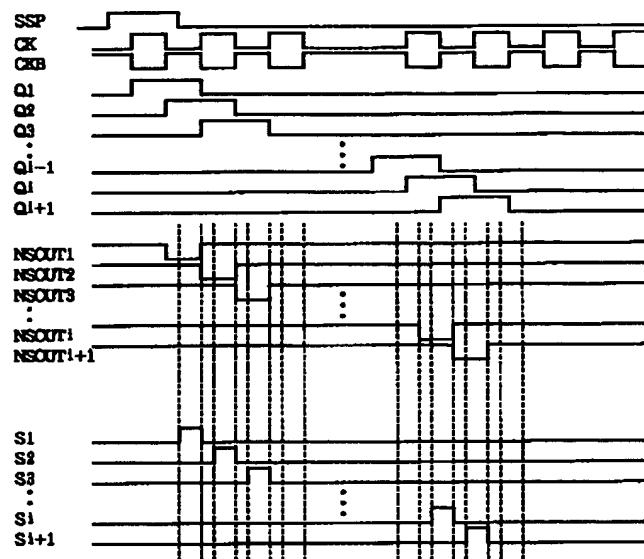 SSP
CK
CKB
Q1
Q2
Q3
Qi-1
Qi
Qi+1
NSOUT1
NSOUT2
NSOUT3
NSOUTi
NSOUTi+1
S1
S2
S3
Si
Si+1